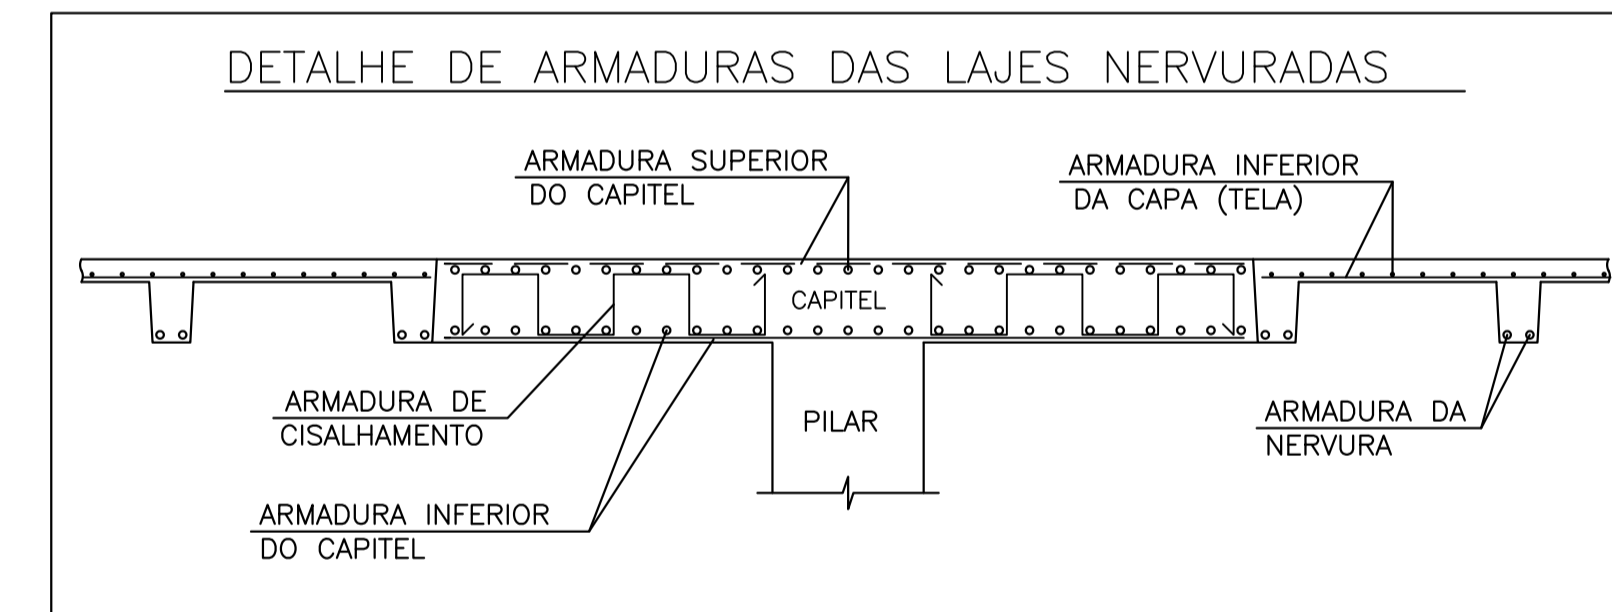 DETALHE DE ARMADURAS DAS LAJES NERVURADAS
ARMADURA SUPERIOR
DO CAPITEL
ARMADURA INFERIOR
DA CAPA (TELA)
CAPITEL
ARMADURA DE
CISALHAMENTO
PILAR
ARMADURA DA
NERVURA
ARMADURA INFERIOR
DO CAPITEL